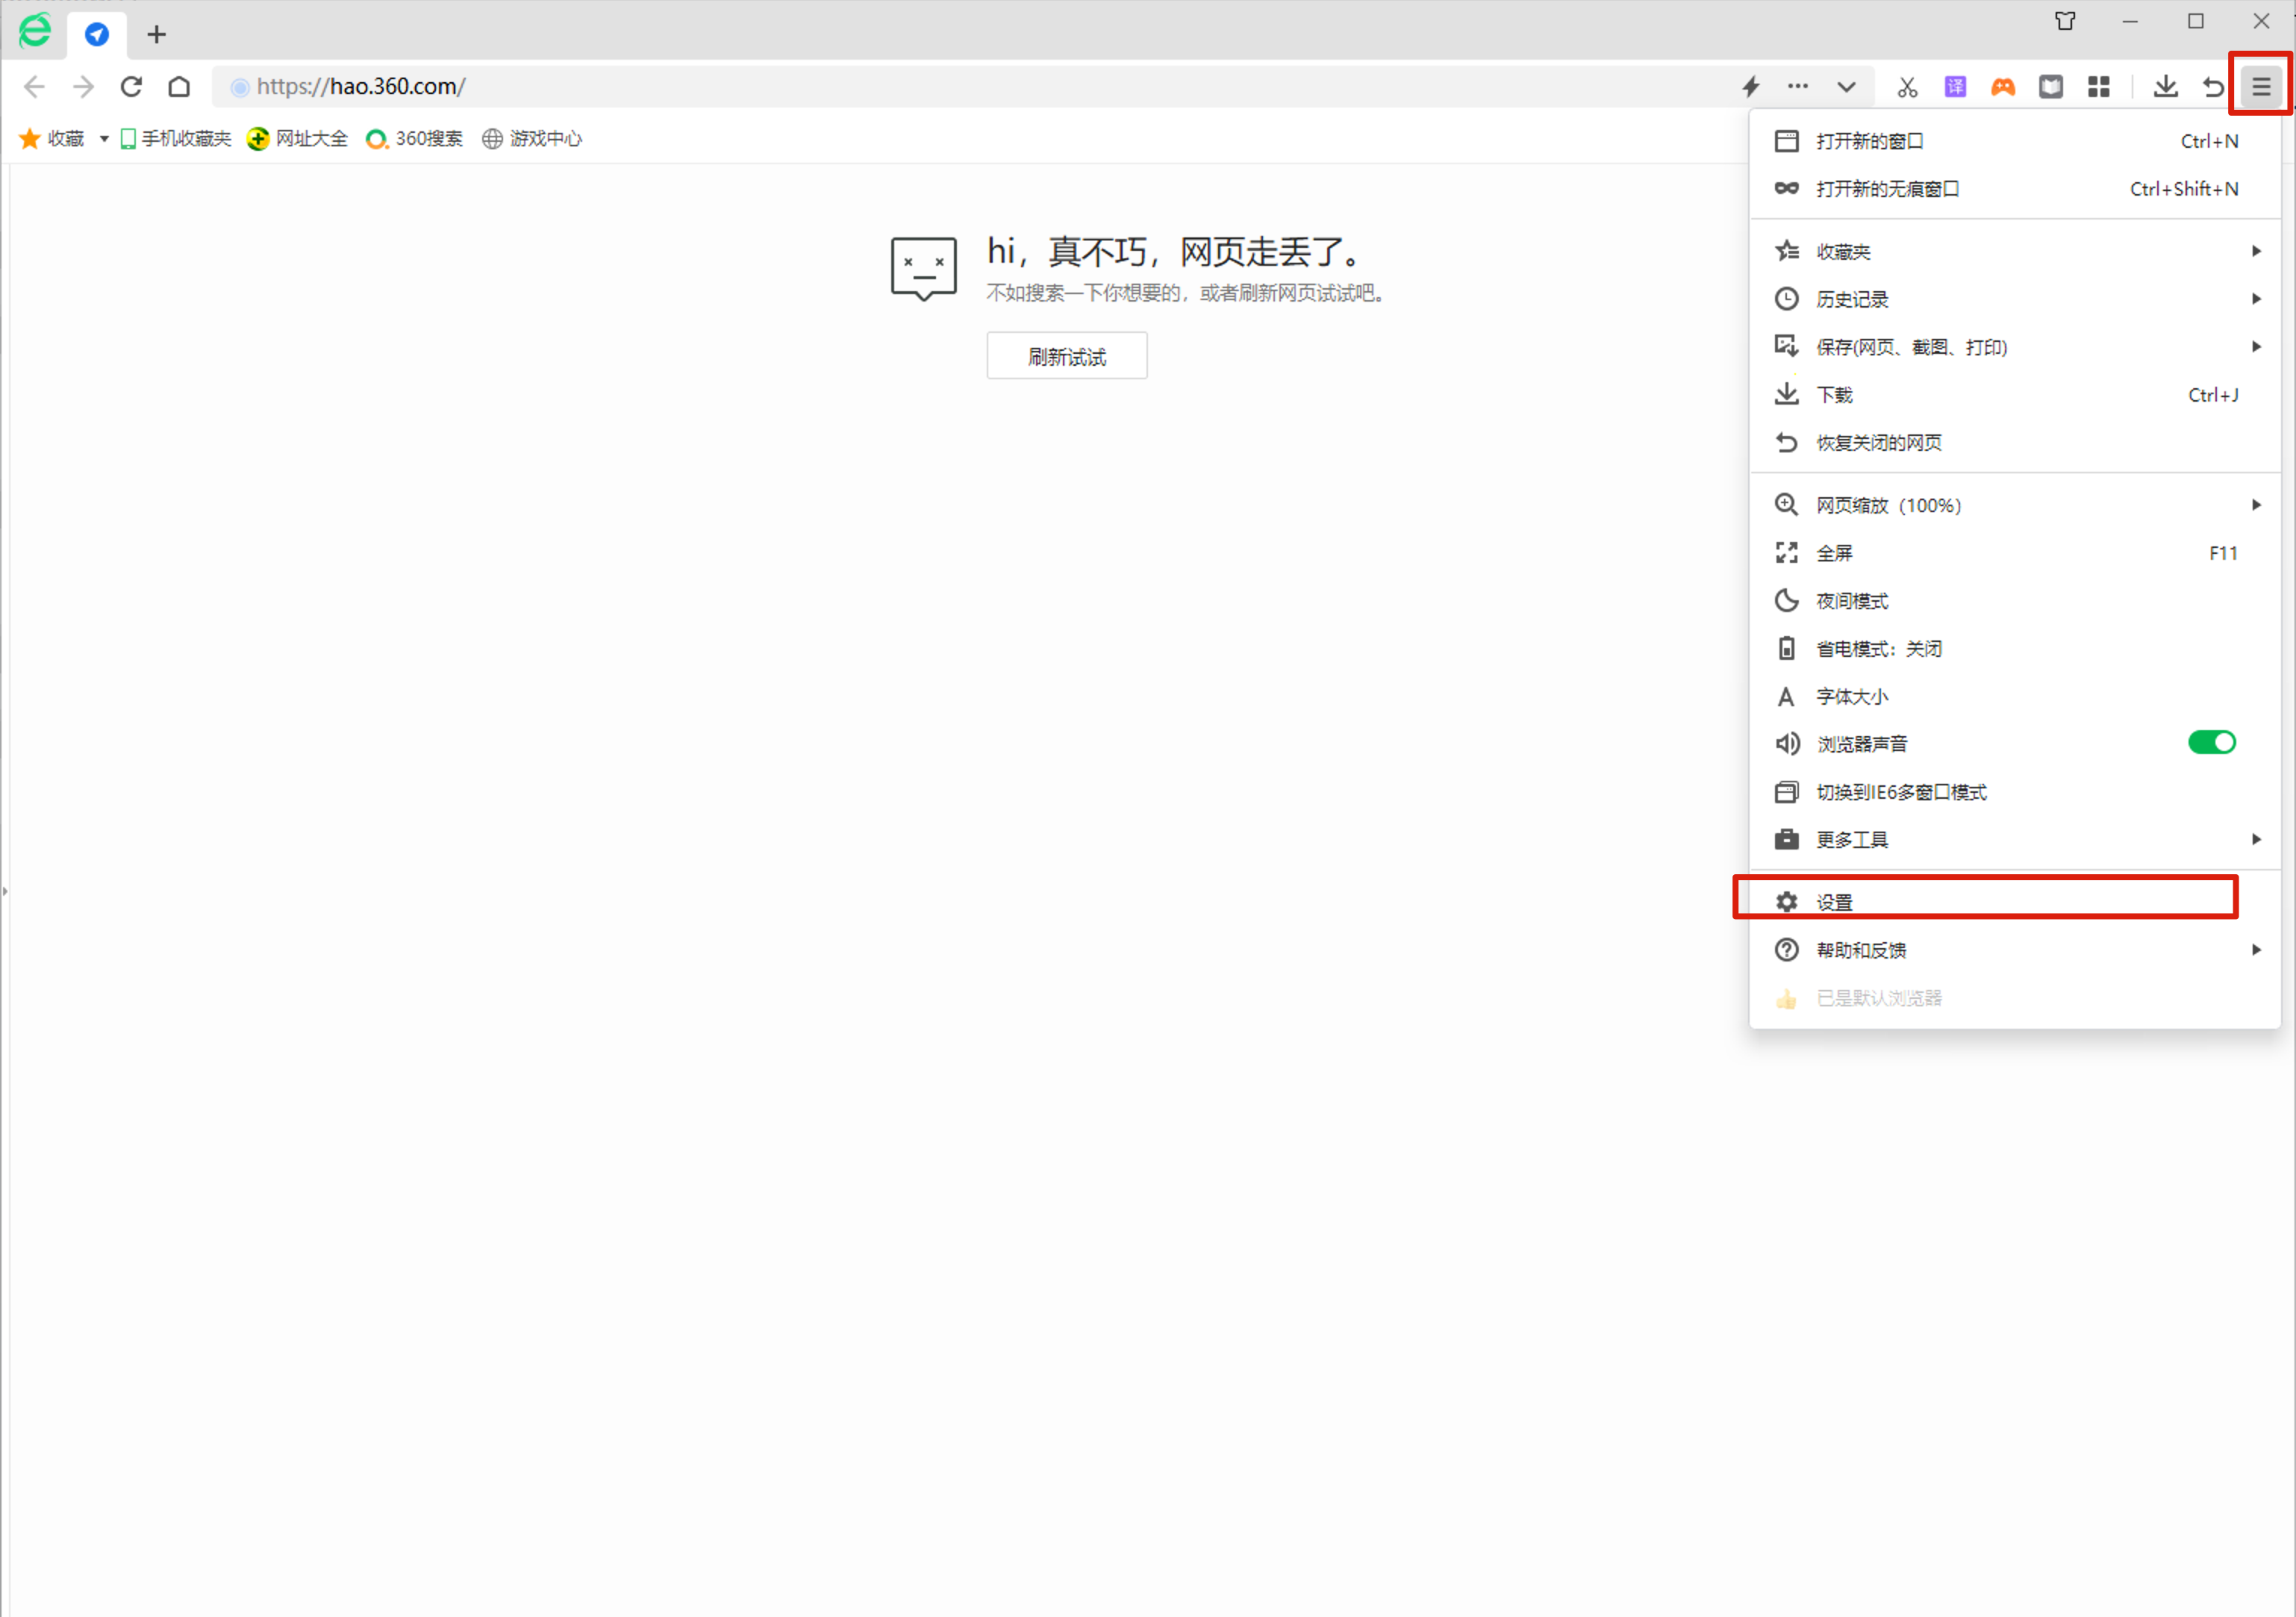 https://hao.360.com/
译
收藏 手机收藏夹 网址大全 360搜索 游戏中心
hi，真不巧，网页走丢了。
不如搜索一下你想要的，或者刷新网页试试吧。
刷新试试
打开新的窗口 Ctrl+N
打开新的无痕窗口 Ctrl+Shift+N
收藏夹
历史记录
保存(网页、截图、打印)
下载 Ctrl+J
恢复关闭的网页
网页缩放（100%）
全屏 F11
夜间模式
省电模式：关闭
字体大小
浏览器声音
切换到IE6多窗口模式
更多工具
设置
帮助和反馈
已是默认浏览器